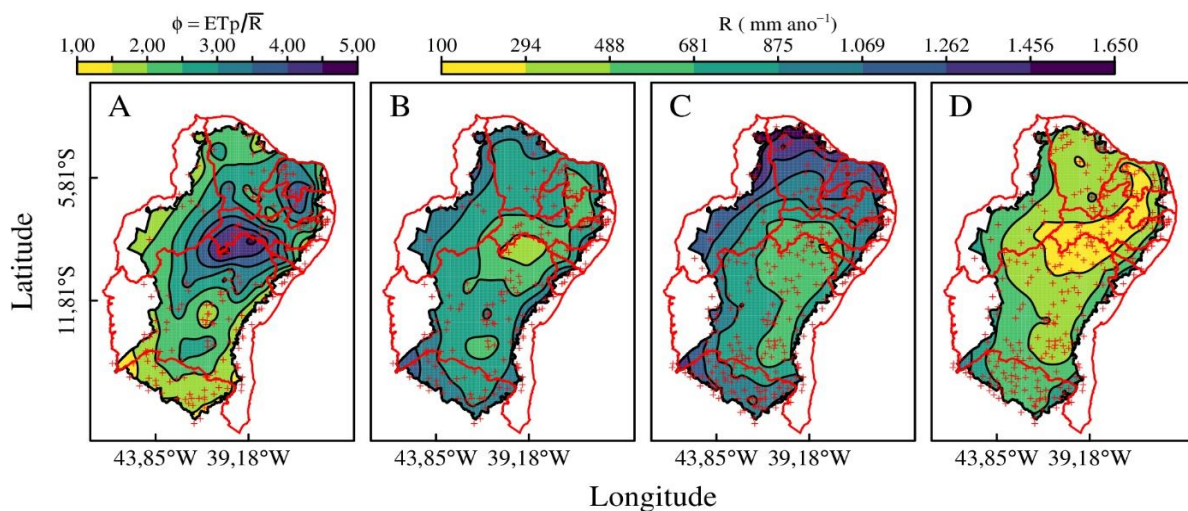 ϕ = ETp/R̅
R ( mm ano⁻¹)
1,00 2,00 3,00 4,00 5,00
100 294 488 681 875 1.069 1.262 1.456 1.650
A B C D
5,81°S
11,81°S
Latitude
43,85°W 39,18°W 43,85°W 39,18°W 43,85°W 39,18°W 43,85°W 39,18°W
Longitude